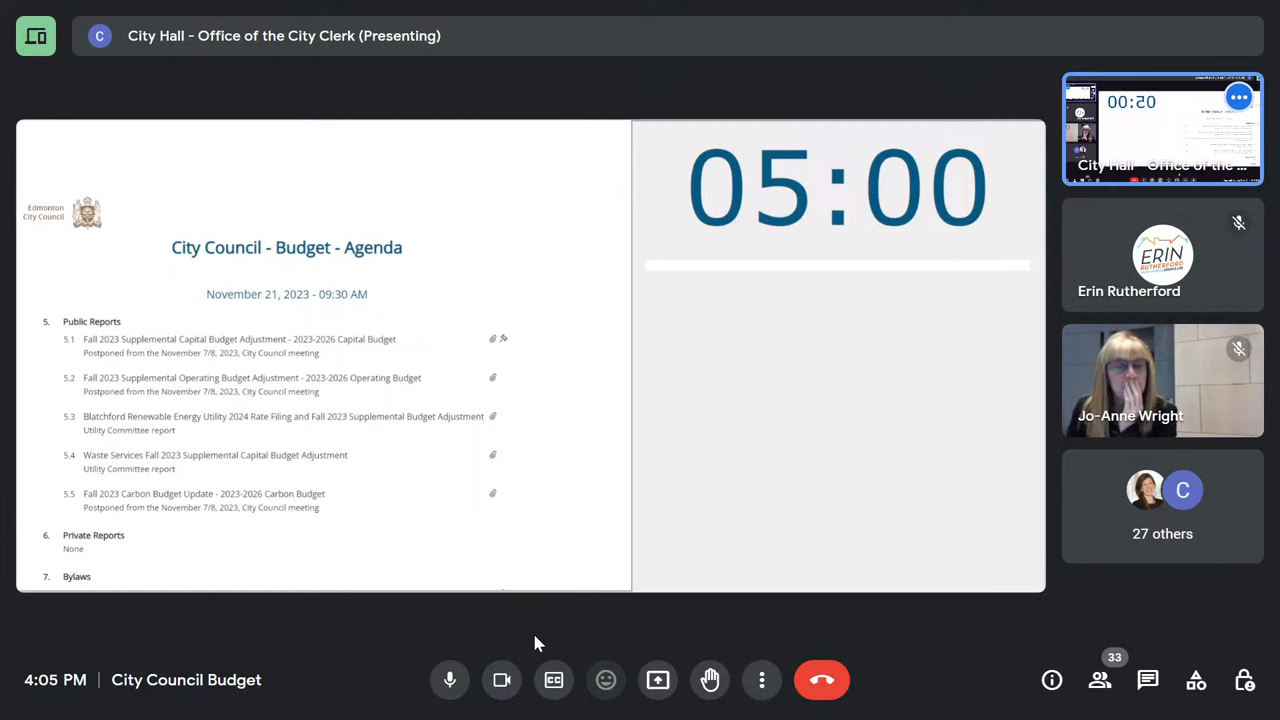 City Hall - Office of the City Clerk (Presenting)
C
Edmonton
City Council
City Council - Budget - Agenda
November 21, 2023 - 09:30 AM
5. Public Reports
5.1 Fall 2023 Supplemental Capital Budget Adjustment - 2023-2026 Capital Budget
Postponed from the November 7/8, 2023, City Council meeting
5.2 Fall 2023 Supplemental Operating Budget Adjustment - 2023-2026 Operating Budget
Postponed from the November 7/8, 2023, City Council meeting
5.3 Blatchford Renewable Energy Utility 2024 Rate Filing and Fall 2023 Supplemental Budget Adjustment
Utility Committee report
5.4 Waste Services Fall 2023 Supplemental Capital Budget Adjustment
Utility Committee report
5.5 Fall 2023 Carbon Budget Update - 2023-2026 Carbon Budget
Postponed from the November 7/8, 2023, City Council meeting
6. Private Reports
None
7. Bylaws
05:00
05:00
City Hall - Office of the ...
ERIN
RUTHERFORD
Erin Rutherford
Jo-Anne Wright
C
27 others
4:05 PM | City Council Budget
33